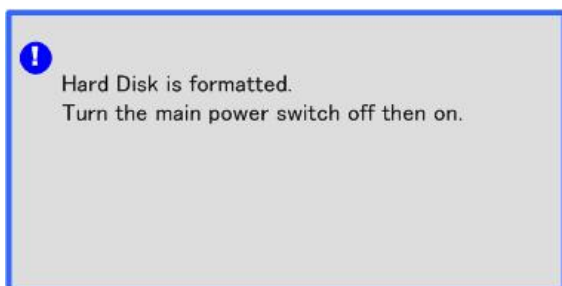 Hard Disk is formatted.
Turn the main power switch off then on.